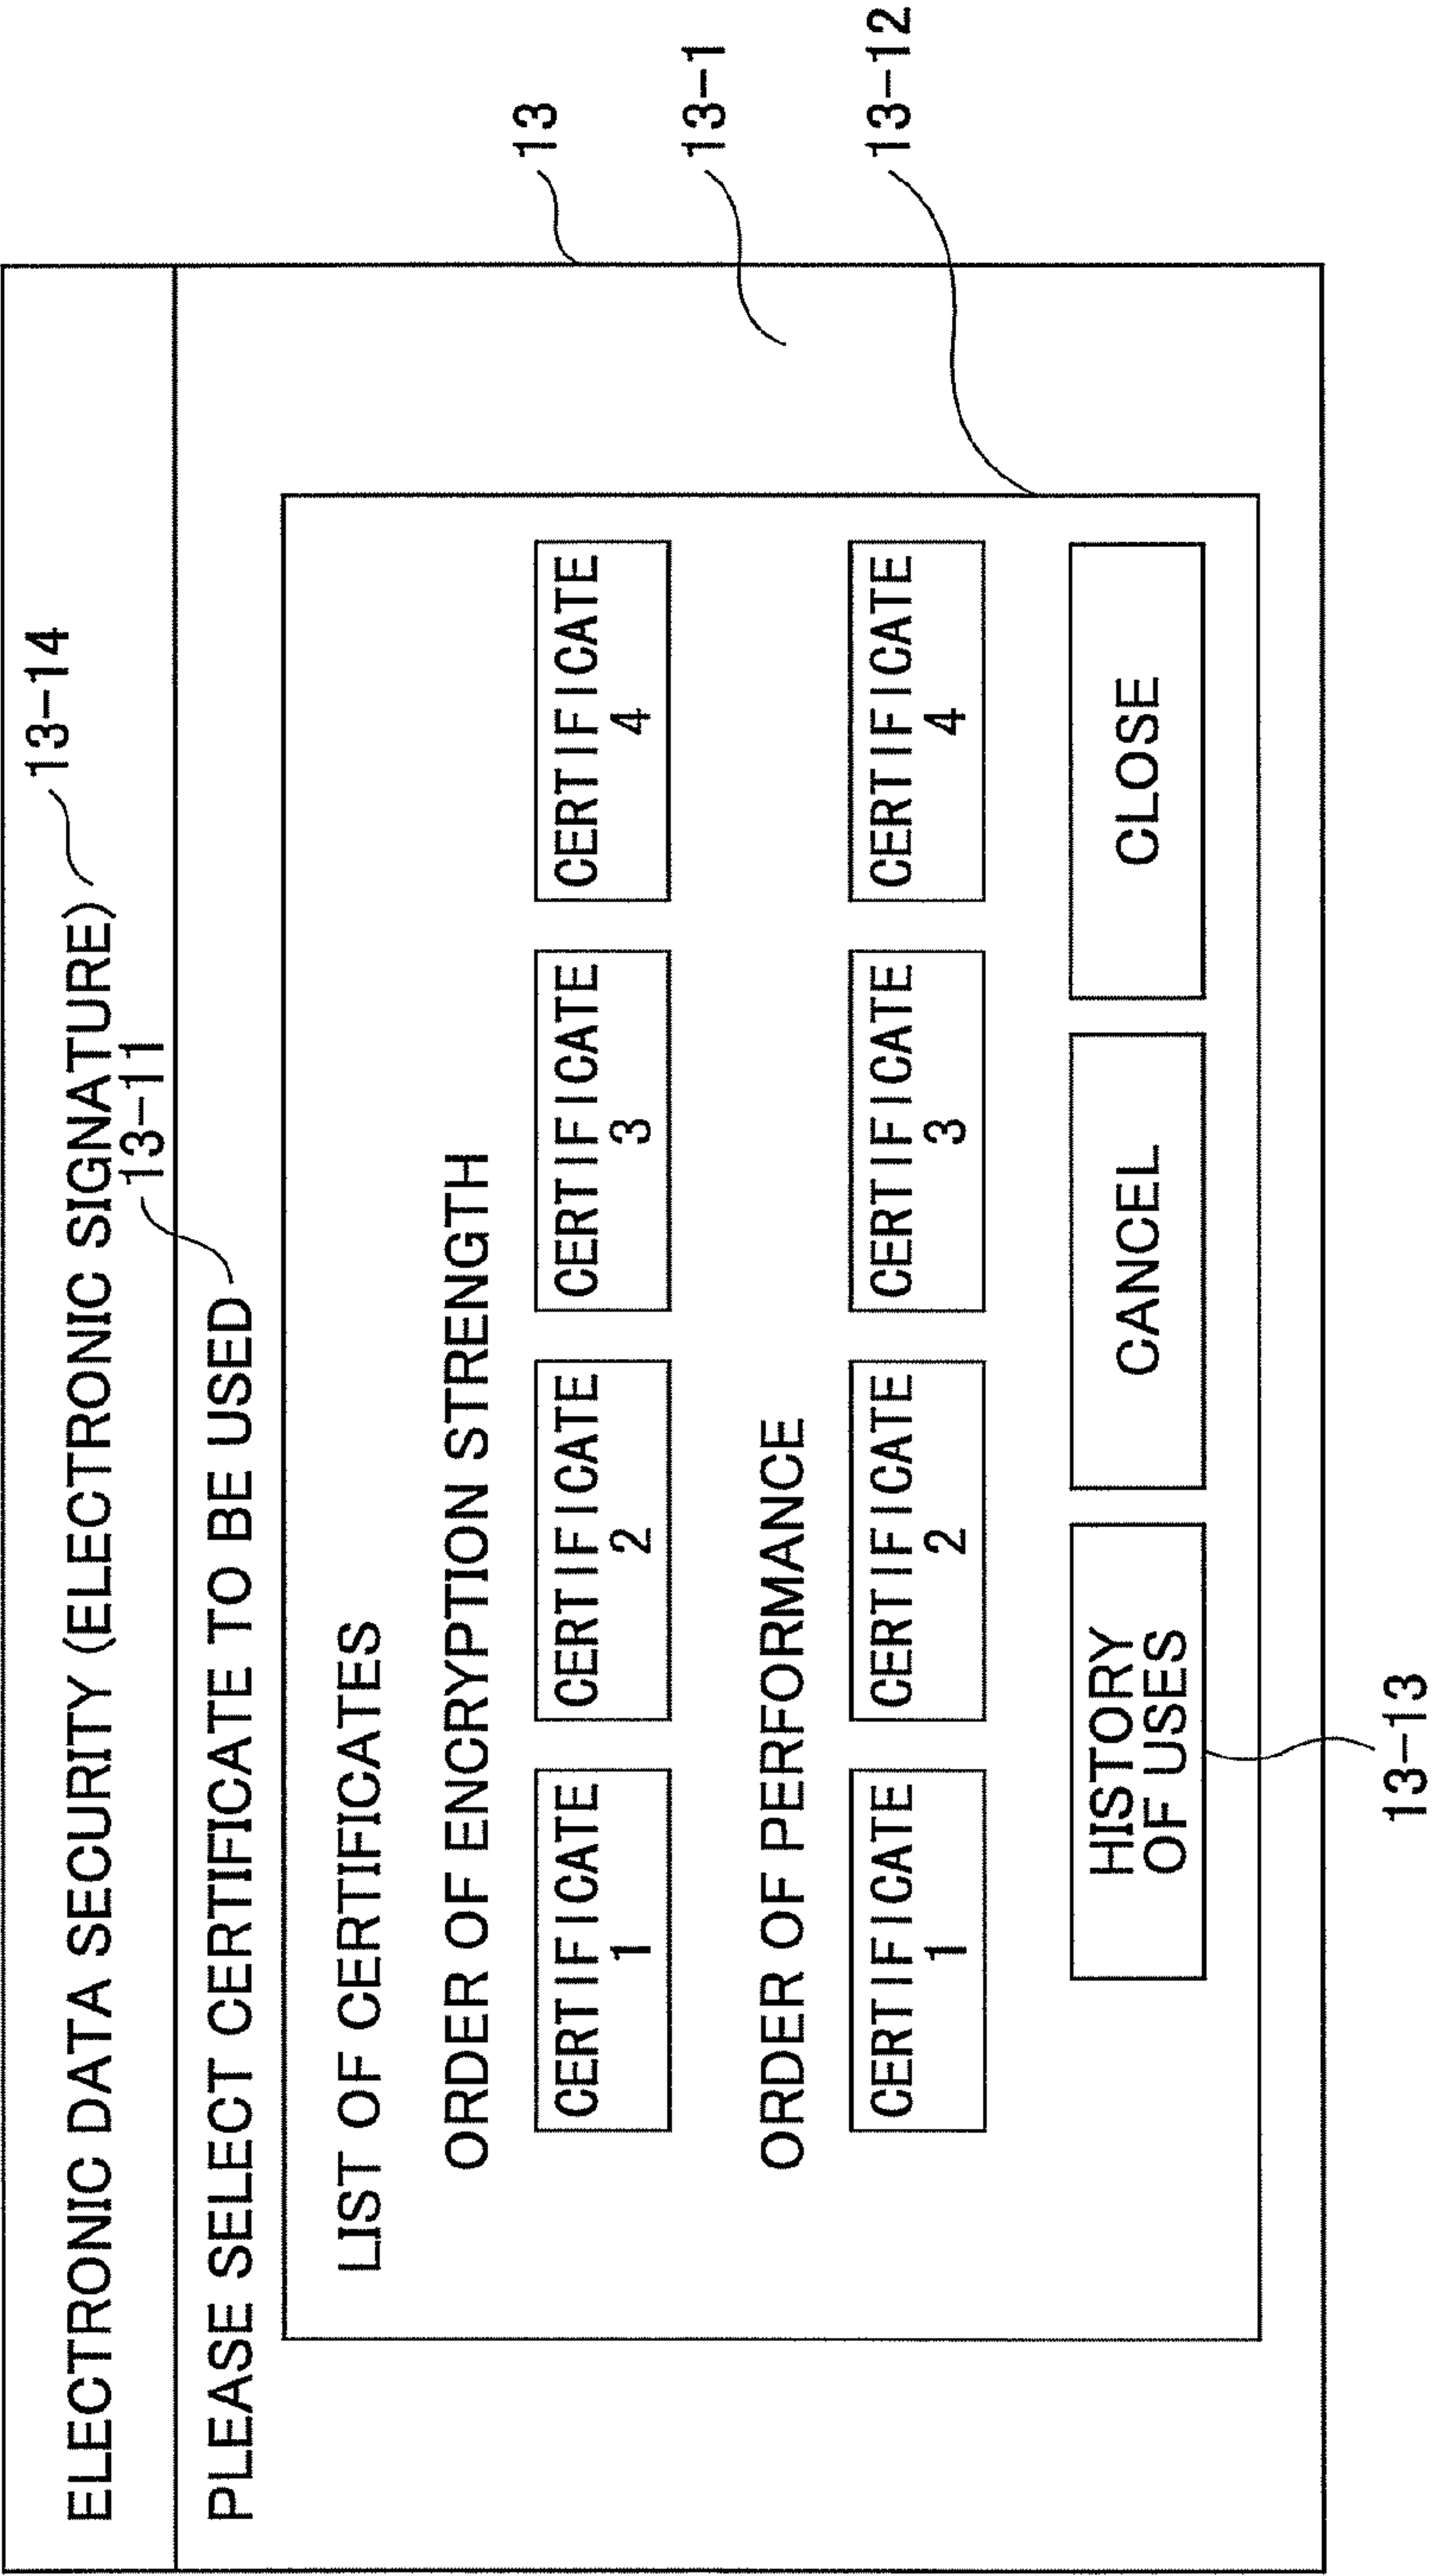 ELECTRONIC DATA SECURITY (ELECTRONIC SIGNATURE)
13-14
13-11
PLEASE SELECT CERTIFICATE TO BE USED
13
13-1
13-12
LIST OF CERTIFICATES
ORDER OF ENCRYPTION STRENGTH
CERTIFICATE
1
CERTIFICATE
2
CERTIFICATE
3
CERTIFICATE
4
ORDER OF PERFORMANCE
CERTIFICATE
1
CERTIFICATE
2
CERTIFICATE
3
CERTIFICATE
4
HISTORY
OF USES
CANCEL
CLOSE
13-13